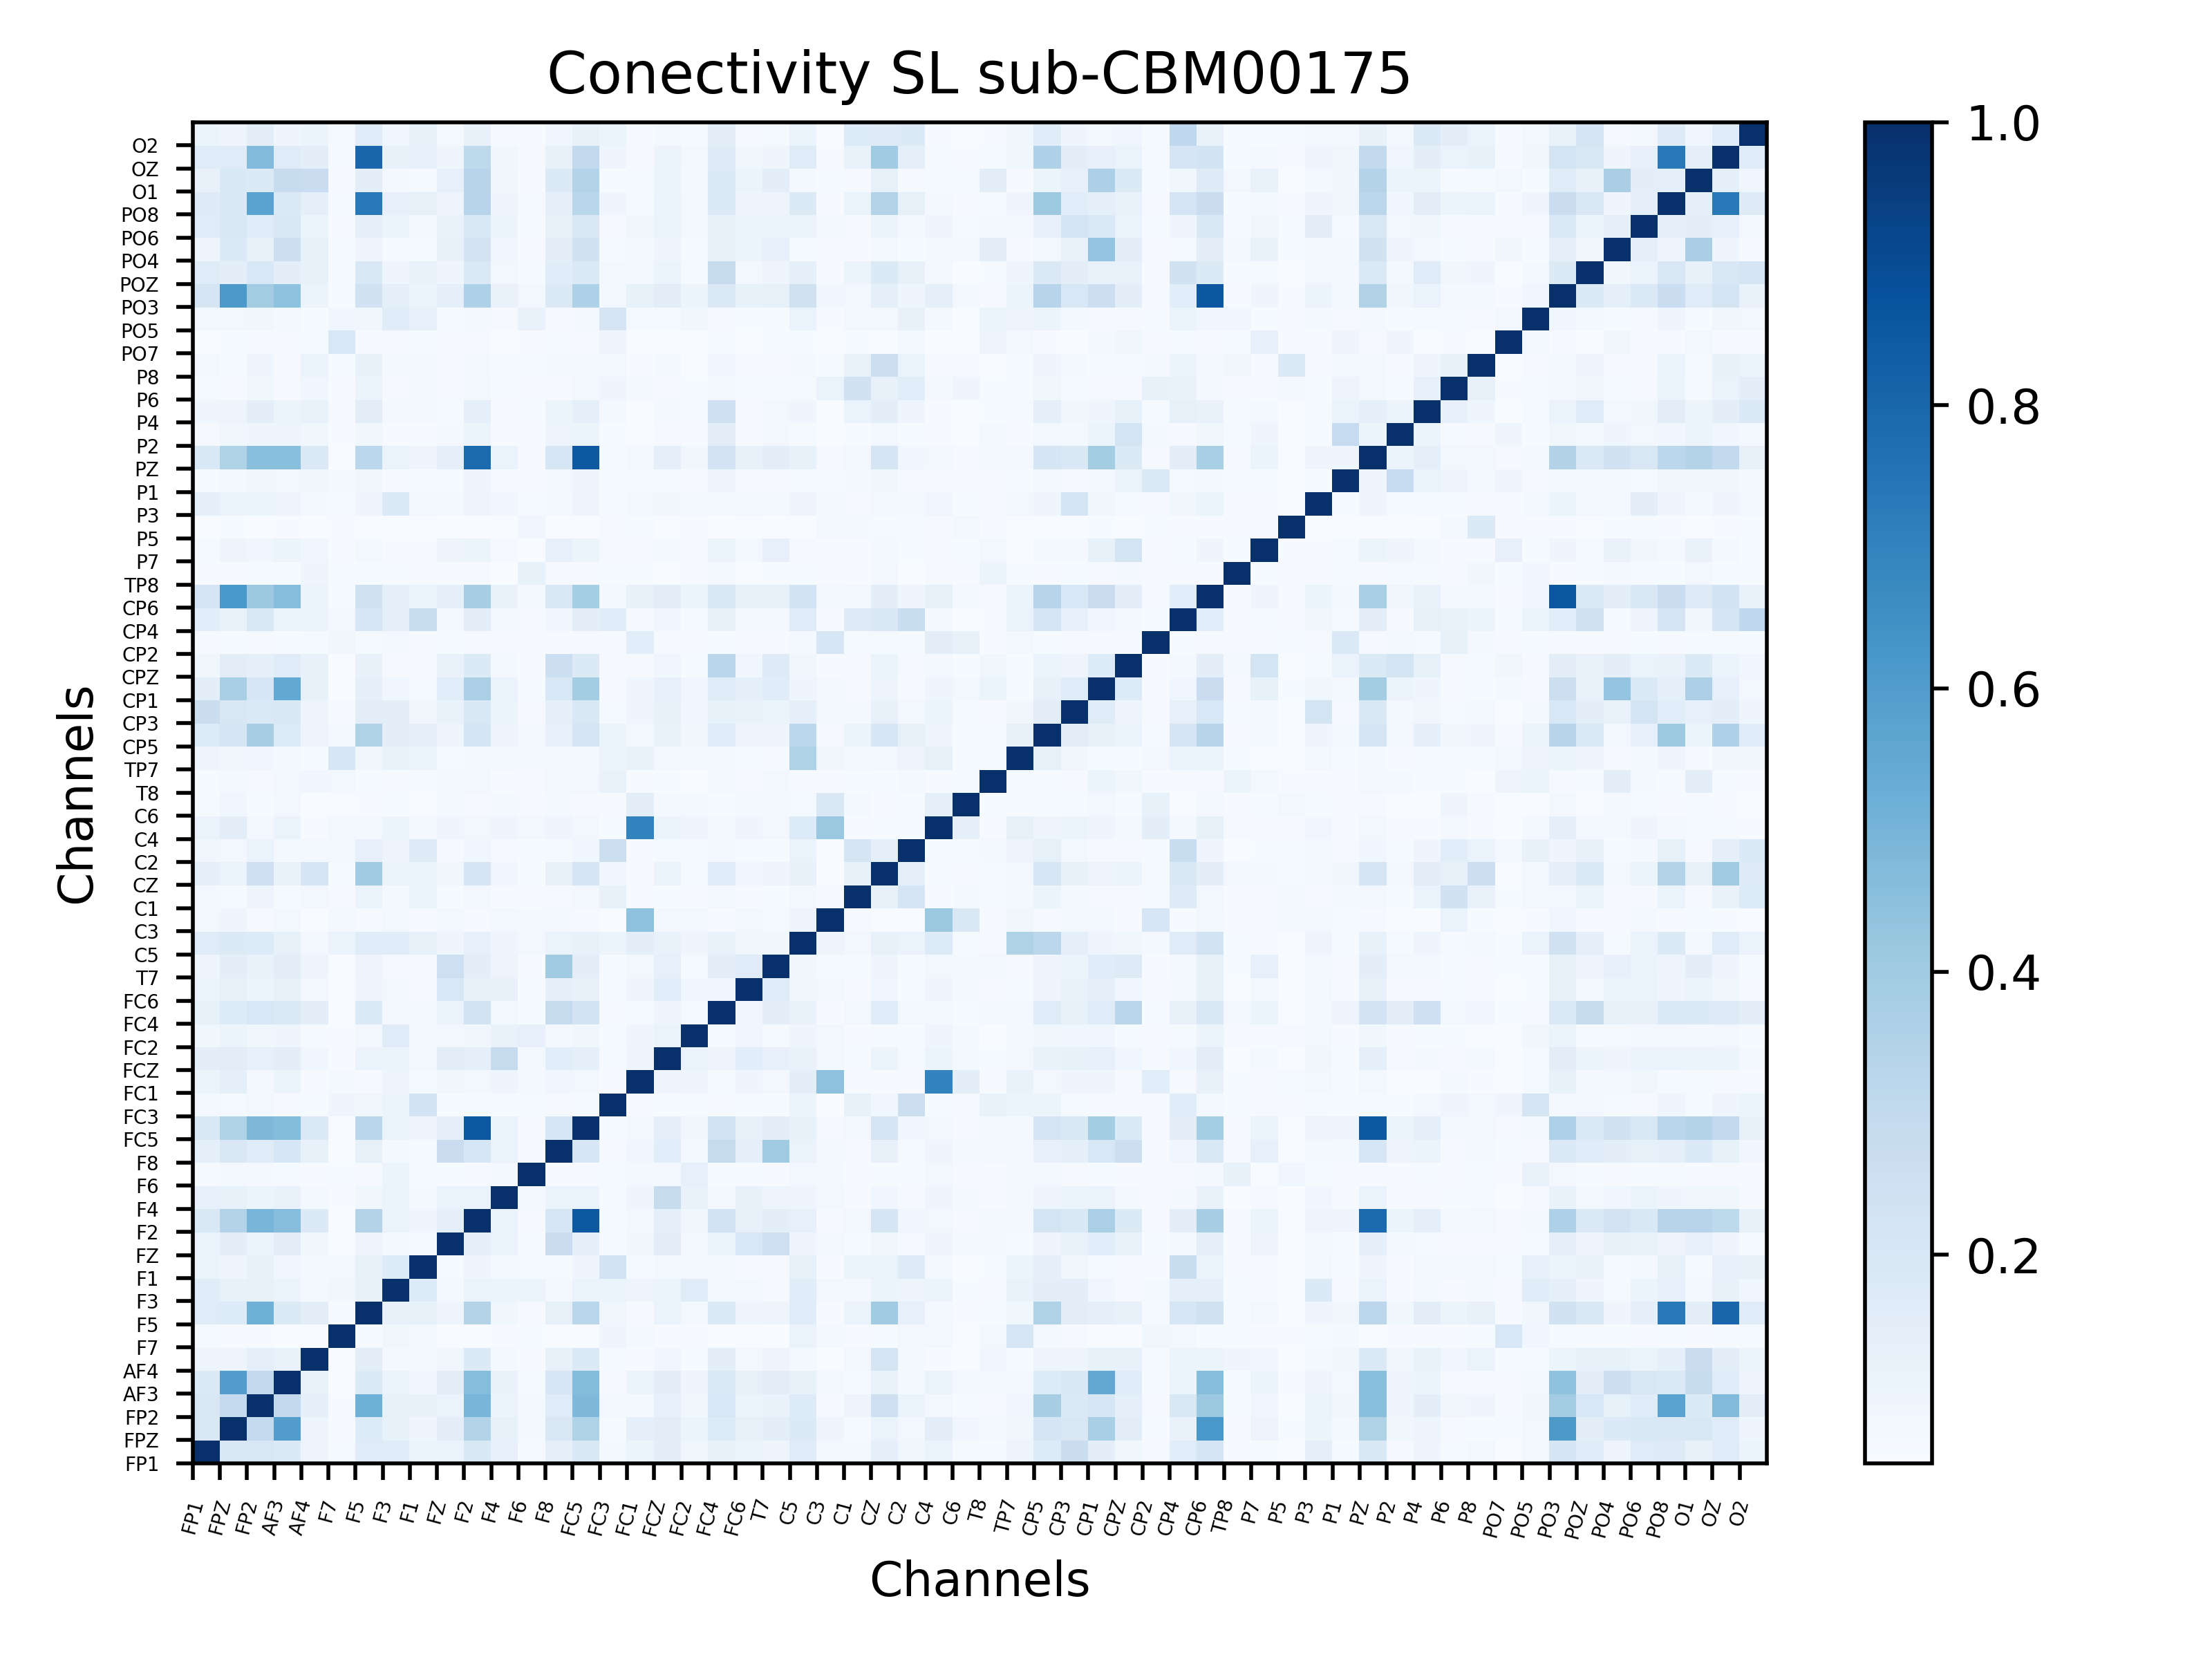 Conectivity SL sub-CBM00175
O2
OZ
O1
PO8
PO6
PO4
POZ
PO3
PO5
PO7
P8
P6
P4
P2
PZ
P1
P3
P5
P7
TP8
CP6
CP4
CP2
CPZ
CP1
CP3
CP5
TP7
T8
C6
C4
C2
CZ
C1
C3
C5
T7
FC6
FC4
FC2
FCZ
FC1
FC3
FC5
F8
F6
F4
F2
FZ
F1
F3
F5
F7
AF4
AF3
FP2
FPZ
FP1
Channels
FP1 FPZ FP2 AF3 AF4 F7 F5 F3 F1 FZ F2 F4 F6 F8 FC5 FC3 FC1 FCZ FC2 FC4 FC6 T7 C5 C3 C1 CZ C2 C4 C6 T8 TP7 CP5 CP3 CP1 CPZ CP2 CP4 CP6 TP8 P7 P5 P3 P1 PZ P2 P4 P6 P8 PO7 PO5 PO3 POZ PO4 PO6 PO8 O1 OZ O2
Channels
1.0
0.8
0.6
0.4
0.2